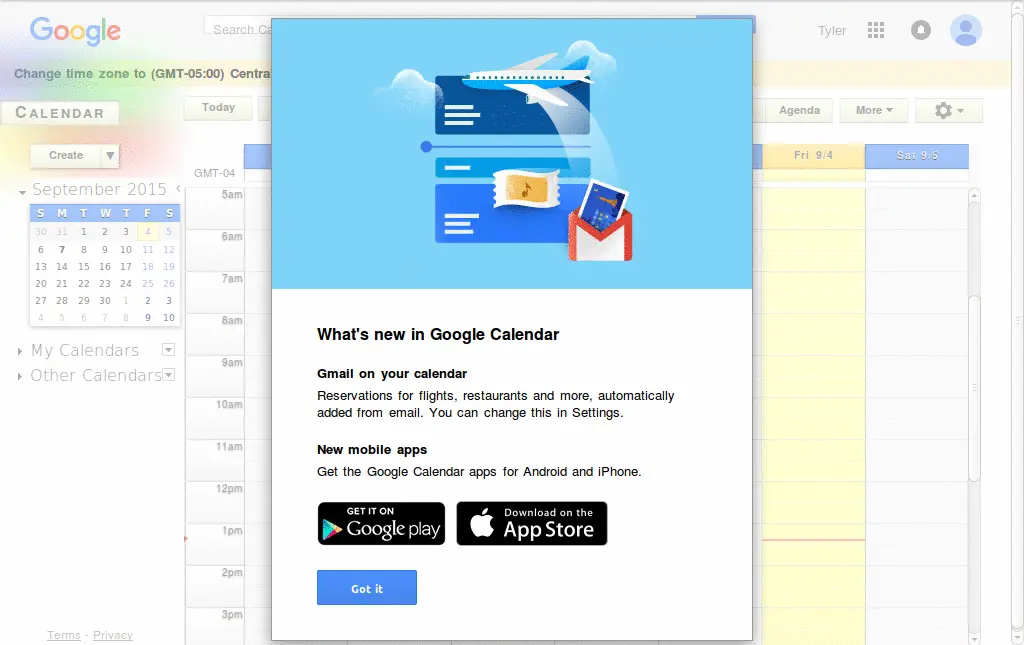 Google
Search Ca
Tyler
Change time zone to (GMT-05:00) Centra
CALENDAR
Today
Agenda
More
Create
GMT-04
Fri 9/4
Sat 9/5
September 2015
S M T W T F S
30 31 1 2 3 4 5
6 7 8 9 10 11 12
13 14 15 16 17 18 19
20 21 22 23 24 25 26
27 28 29 30 1 2 3
4 5 6 7 8 9 10
My Calendars
Other Calendars
5am
6am
7am
8am
9am
10am
11am
12pm
1pm
2pm
3pm
What's new in Google Calendar
Gmail on your calendar
Reservations for flights, restaurants and more, automatically
added from email. You can change this in Settings.
New mobile apps
Get the Google Calendar apps for Android and iPhone.
GET IT ON
Google play
Download on the
App Store
Got it
Terms - Privacy